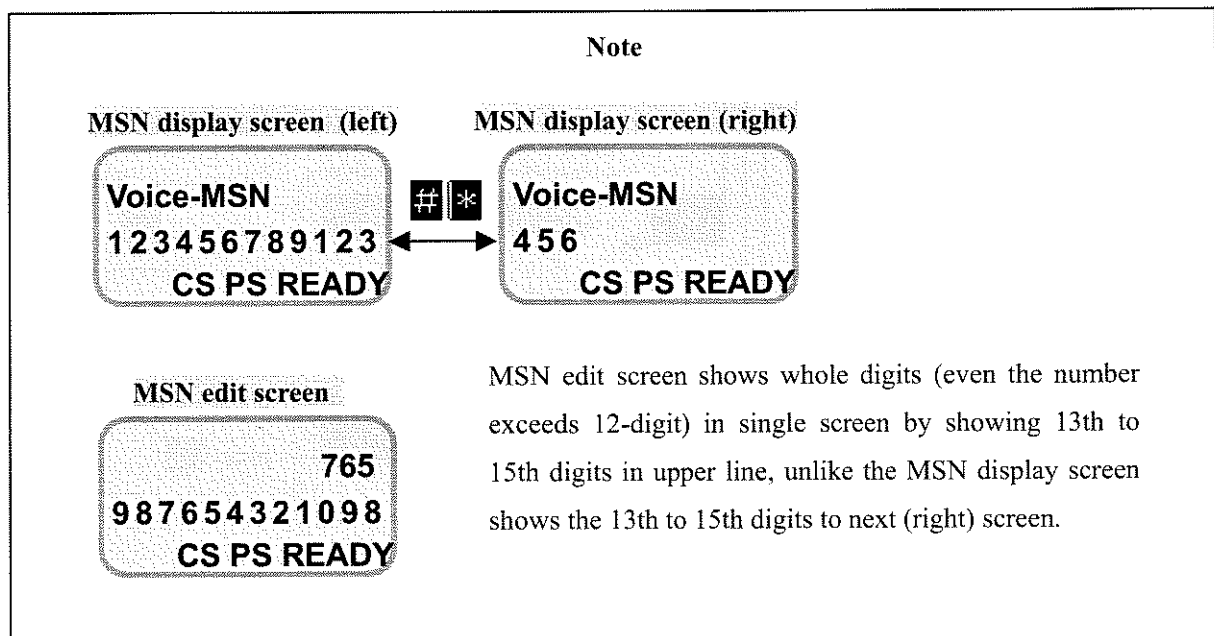 Note
MSN display screen (left)
MSN display screen (right)
Voice-MSN
123456789123
CS PS READY
# *
Voice-MSN
456
CS PS READY
MSN edit screen
765
987654321098
CS PS READY
MSN edit screen shows whole digits (even the number
exceeds 12-digit) in single screen by showing 13th to
15th digits in upper line, unlike the MSN display screen
shows the 13th to 15th digits to next (right) screen.